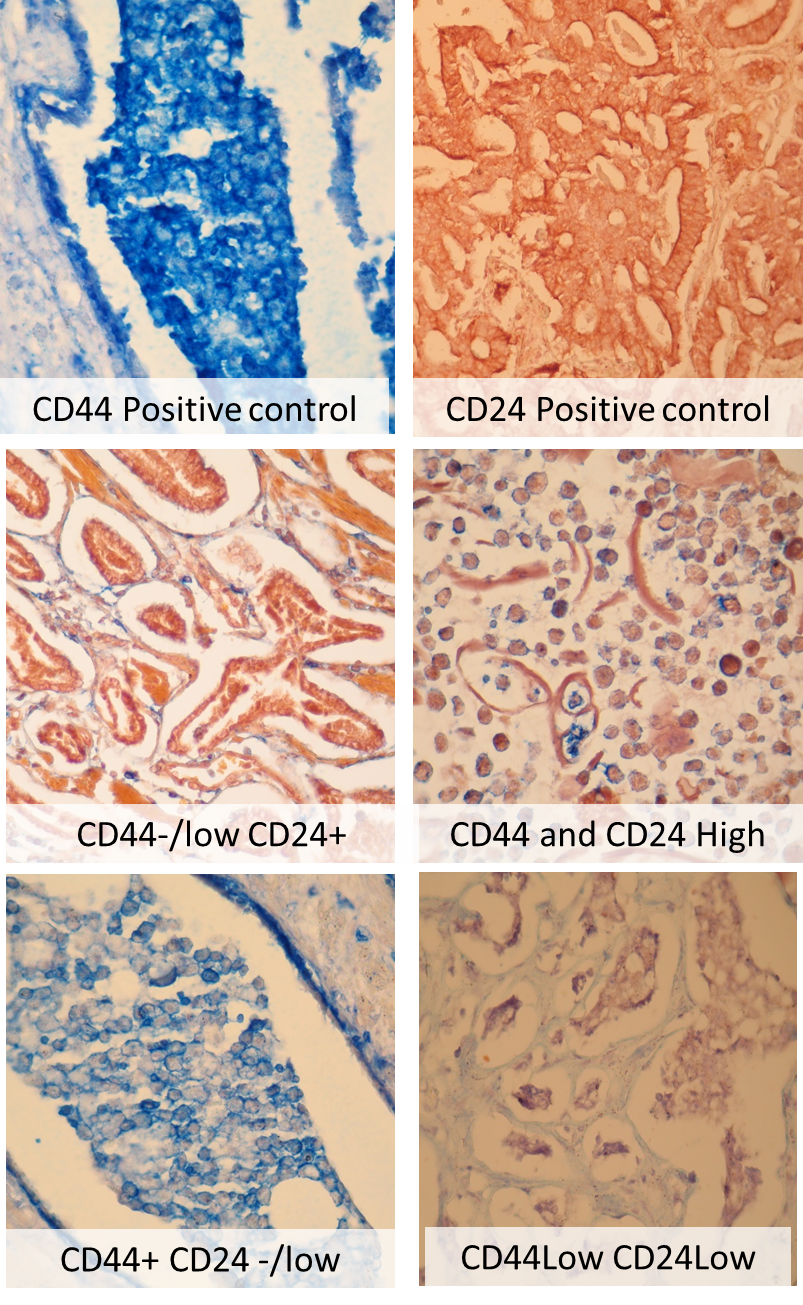 CD44 Positive control
CD24 Positive control
CD44-/low CD24+
CD44 and CD24 High
CD44+ CD24 -/low
CD44Low CD24Low